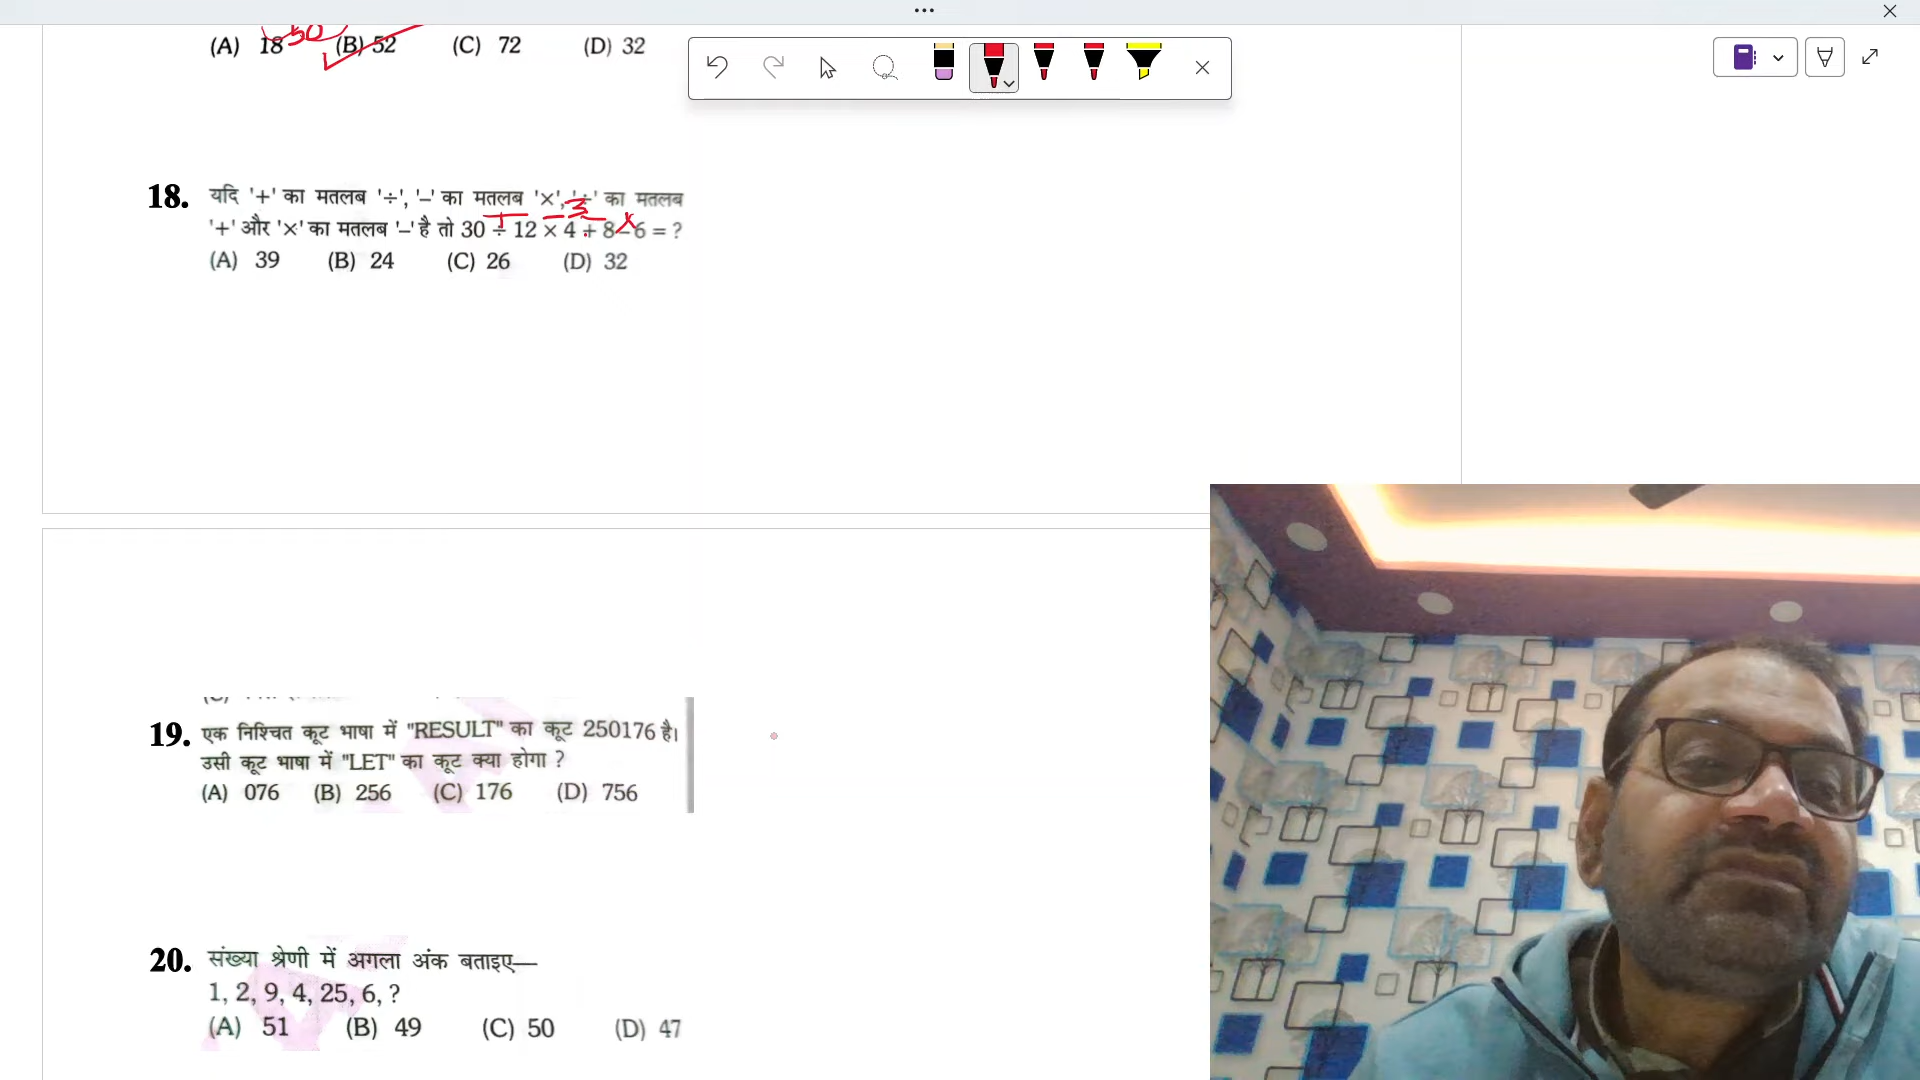 (A) 18 50 (B) 52 (C) 72 (D) 32
18. यदि '+' का मतलब '÷', '–' का मतलब '×', '÷' का मतलब
'+' और '×' का मतलब '–' है तो 30 ÷ 12 × 4 + 8 – 6 = ?
(A) 39 (B) 24 (C) 26 (D) 32
19. एक निश्चित कूट भाषा में "RESULT" का कूट 250176 है।
उसी कूट भाषा में "LET" का कूट क्या होगा ?
(A) 076 (B) 256 (C) 176 (D) 756
20. संख्या श्रेणी में अगला अंक बताइए—
1, 2, 9, 4, 25, 6, ?
(A) 51 (B) 49 (C) 50 (D) 47